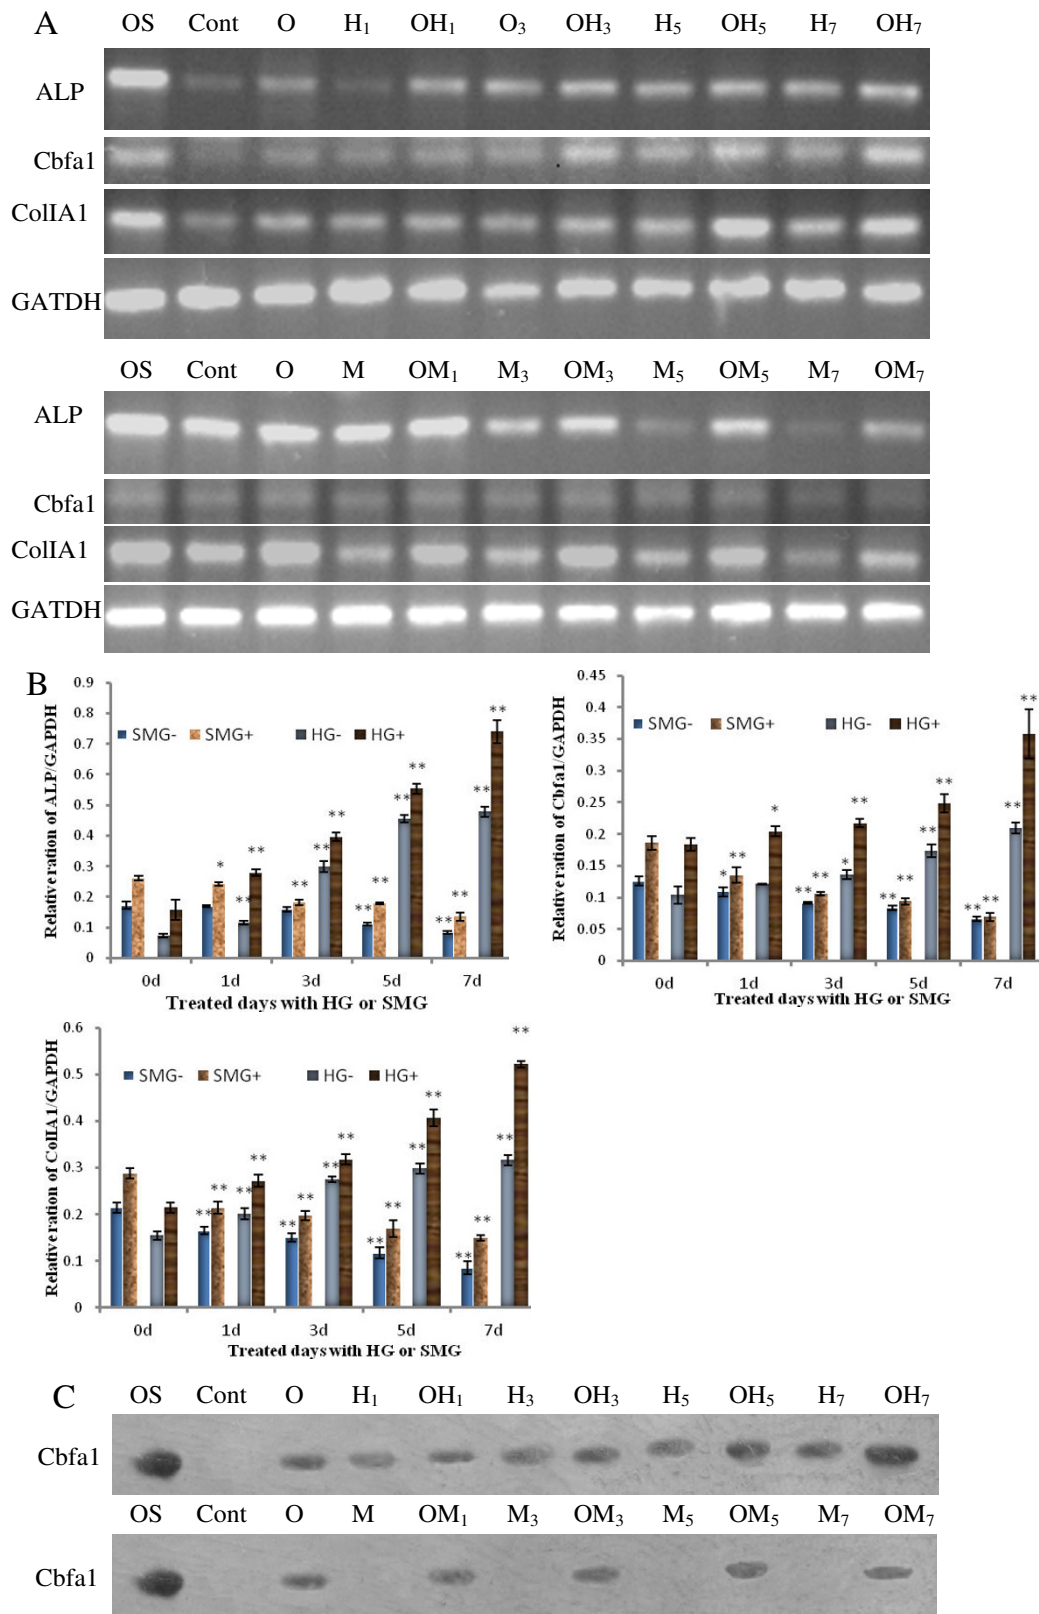 A
OS Cont O H₁ OH₁ O₃ OH₃ H₅ OH₅ H₇ OH₇
ALP
Cbfa1
ColIA1
GATDH
OS Cont O M OM₁ M₃ OM₃ M₅ OM₅ M₇ OM₇
ALP
Cbfa1
ColIA1
GATDH
B
Relative ration of ALP/GAPDH
0.9
0.8
0.7
0.6
0.5
0.4
0.3
0.2
0.1
0
SMG- SMG+ HG- HG+
* ** ** ** ** ** ** ** ** ** ** ** ** **
0d 1d 3d 5d 7d
Treated days with HG or SMG
Relative ration of Cbfa1/GAPDH
0.45
0.4
0.35
0.3
0.25
0.2
0.15
0.1
0.05
0
SMG- SMG+ HG- HG+
* ** * ** ** * ** ** ** ** ** ** ** ** **
0d 1d 3d 5d 7d
Treated days with HG or SMG
Relative ration of ColIA1/GAPDH
0.6
0.5
0.4
0.3
0.2
0.1
0
SMG- SMG+ HG- HG+
** ** ** ** ** ** ** ** ** ** ** ** ** ** ** **
0d 1d 3d 5d 7d
Treated days with HG or SMG
C
OS Cont O H₁ OH₁ H₃ OH₃ H₅ OH₅ H₇ OH₇
Cbfa1
OS Cont O M OM₁ M₃ OM₃ M₅ OM₅ M₇ OM₇
Cbfa1